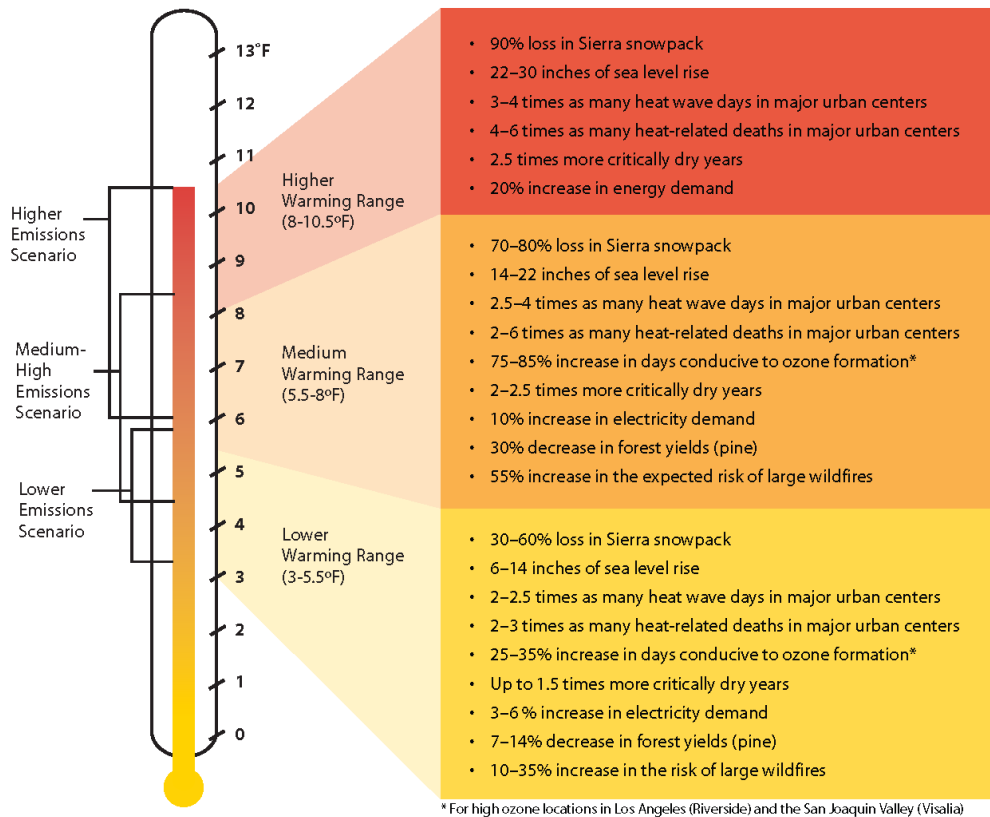 13°F
12
11
10
9
8
7
6
5
4
3
2
1
0
Higher
Emissions
Scenario
Medium-
High
Emissions
Scenario
Lower
Emissions
Scenario
Higher
Warming Range
(8-10.5ºF)
Medium
Warming Range
(5.5-8ºF)
Lower
Warming Range
(3-5.5ºF)
• 90% loss in Sierra snowpack
• 22–30 inches of sea level rise
• 3–4 times as many heat wave days in major urban centers
• 4–6 times as many heat-related deaths in major urban centers
• 2.5 times more critically dry years
• 20% increase in energy demand
• 70–80% loss in Sierra snowpack
• 14–22 inches of sea level rise
• 2.5–4 times as many heat wave days in major urban centers
• 2–6 times as many heat-related deaths in major urban centers
• 75–85% increase in days conducive to ozone formation*
• 2–2.5 times more critically dry years
• 10% increase in electricity demand
• 30% decrease in forest yields (pine)
• 55% increase in the expected risk of large wildfires
• 30–60% loss in Sierra snowpack
• 6–14 inches of sea level rise
• 2–2.5 times as many heat wave days in major urban centers
• 2–3 times as many heat-related deaths in major urban centers
• 25–35% increase in days conducive to ozone formation*
• Up to 1.5 times more critically dry years
• 3–6 % increase in electricity demand
• 7–14% decrease in forest yields (pine)
• 10–35% increase in the risk of large wildfires
* For high ozone locations in Los Angeles (Riverside) and the San Joaquin Valley (Visalia)